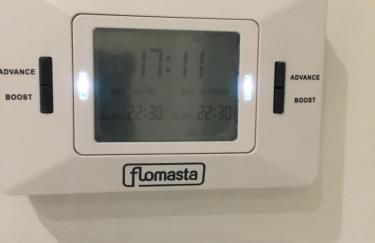 17:11
ADVANCE
ADVANCE
BOOST
BOOST
22:30 22:30
flomasta